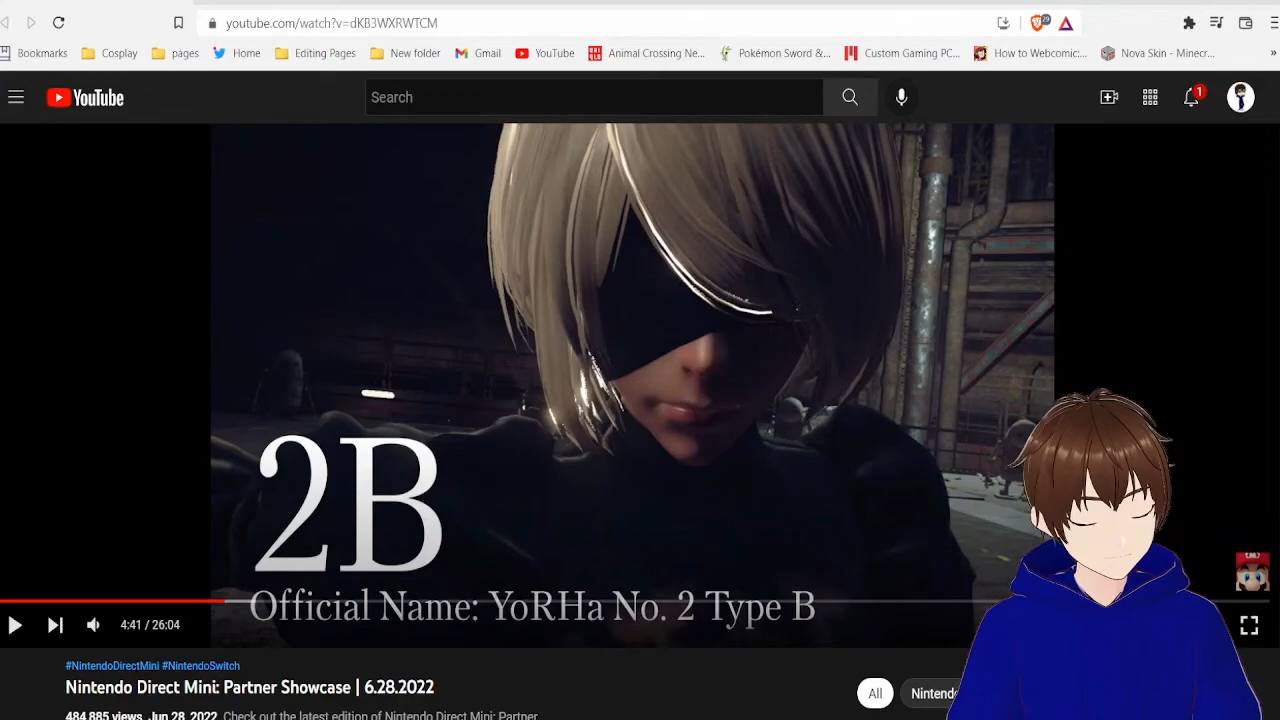 youtube.com/watch?v=dKB3WXRWTCM
29
Bookmarks Cosplay pages Home Editing Pages New folder Gmail YouTube Animal Crossing Ne... Pokémon Sword &... Custom Gaming PC... How to Webcomic:... Nova Skin - Minecr... »
YouTube Search 1
2B
Official Name: YoRHa No. 2 Type B
4:41 / 26:04
#NintendoDirectMini #NintendoSwitch
Nintendo Direct Mini: Partner Showcase | 6.28.2022
All Nintendo
484,885 views Jun 28, 2022 Check out the latest edition of Nintendo Direct Mini: Partner